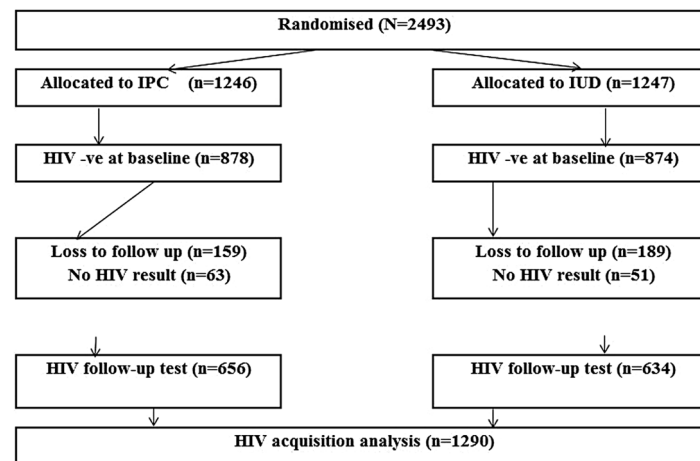 Randomised (N=2493)
Allocated to IPC (n=1246)
Allocated to IUD (n=1247)
HIV -ve at baseline (n=878)
HIV -ve at baseline (n=874)
Loss to follow up (n=159)
No HIV result (n=63)
Loss to follow up (n=189)
No HIV result (n=51)
HIV follow-up test (n=656)
HIV follow-up test (n=634)
HIV acquisition analysis (n=1290)